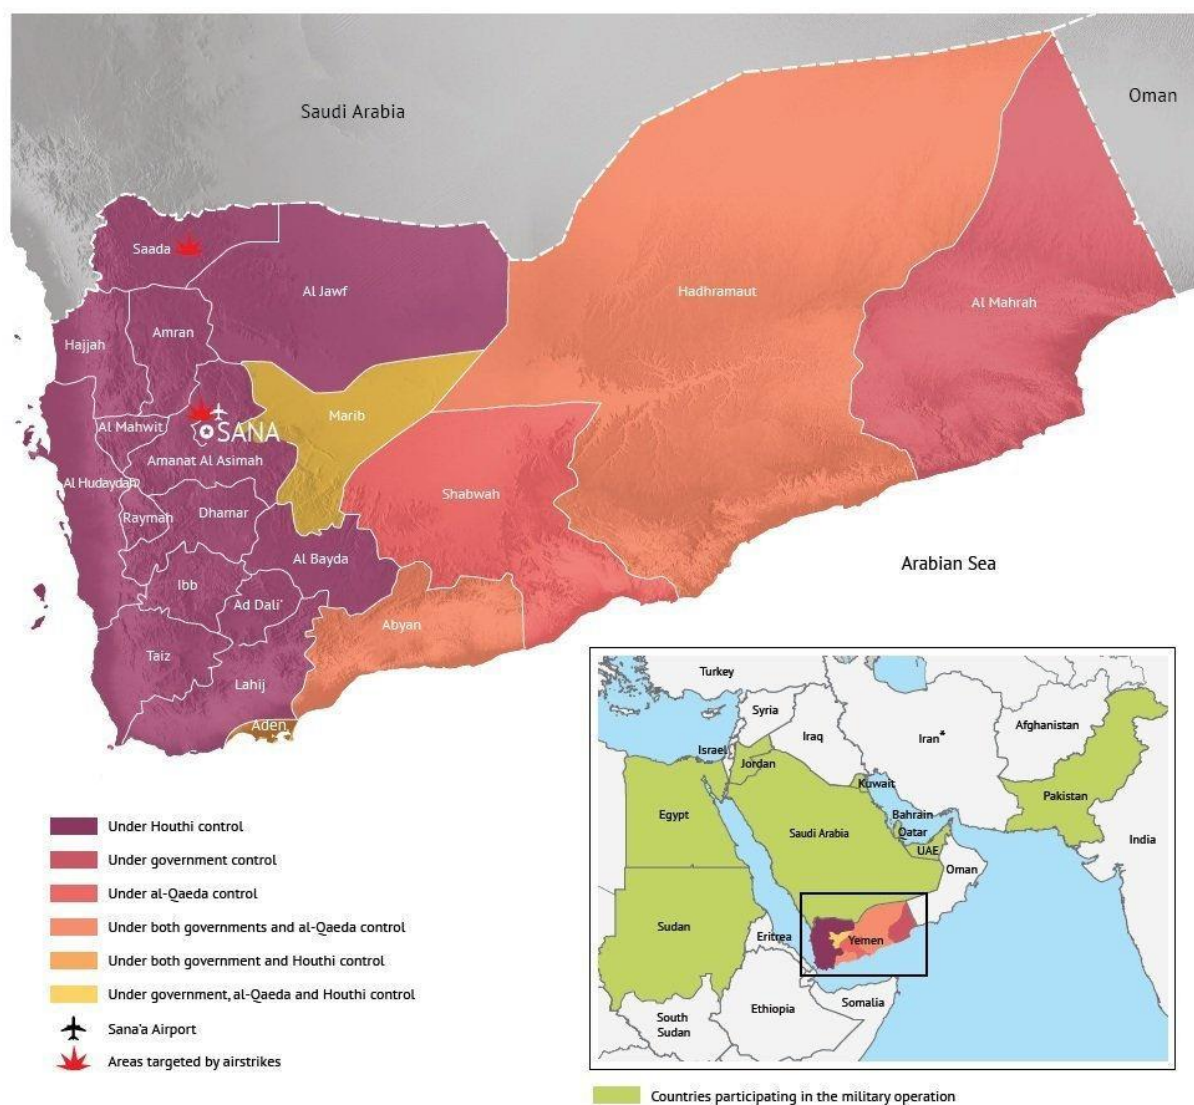 Saudi Arabia
Oman
Saada
Al Jawf
Hadhramaut
Al Mahrah
Amran
Hajjah
Marib
Al Mahwit
SANA
Amanat Al Asimah
Al Hudaydah
Shabwah
Raymah
Dhamar
Al Bayda
Arabian Sea
Ibb
Ad Dali'
Abyan
Taiz
Lahij
Aden
Turkey
Syria
Afghanistan
Iraq
Iran*
Israel
Jordan
Kuwait
Pakistan
Egypt
Bahrain
Saudi Arabia
Qatar
India
UAE
Oman
Sudan
Eritrea
Yemen
Ethiopia
Somalia
South
Sudan
Under Houthi control
Under government control
Under al-Qaeda control
Under both governments and al-Qaeda control
Under both government and Houthi control
Under government, al-Qaeda and Houthi control
Sana'a Airport
Areas targeted by airstrikes
Countries participating in the military operation